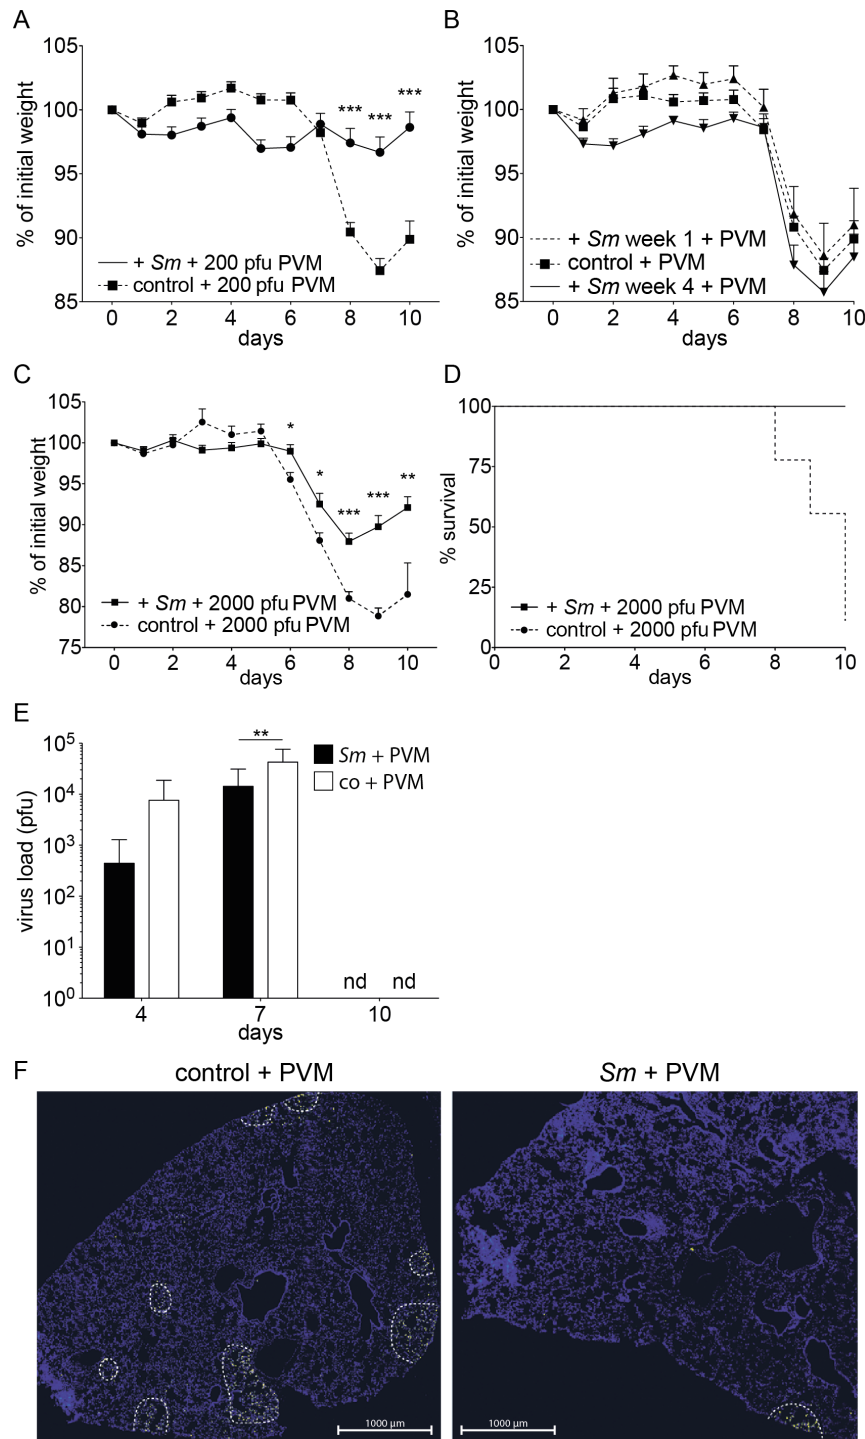 A
105
100
95
90
85
% of initial weight
***
***
***
+ Sm + 200 pfu PVM
control + 200 pfu PVM
0 2 4 6 8 10
days
B
105
100
95
90
85
% of initial weight
+ Sm week 1 + PVM
control + PVM
+ Sm week 4 + PVM
0 2 4 6 8 10
days
C
105
100
95
90
85
80
75
% of initial weight
*
*
***
***
**
+ Sm + 2000 pfu PVM
control + 2000 pfu PVM
0 2 4 6 8 10
days
D
100
75
50
25
0
% survival
+ Sm + 2000 pfu PVM
control + 2000 pfu PVM
0 2 4 6 8 10
days
E
10⁵
10⁴
10³
10²
10¹
10⁰
virus load (pfu)
**
Sm + PVM
co + PVM
nd nd
4 7 10
days
F
control + PVM
Sm + PVM
1000 µm
1000 µm